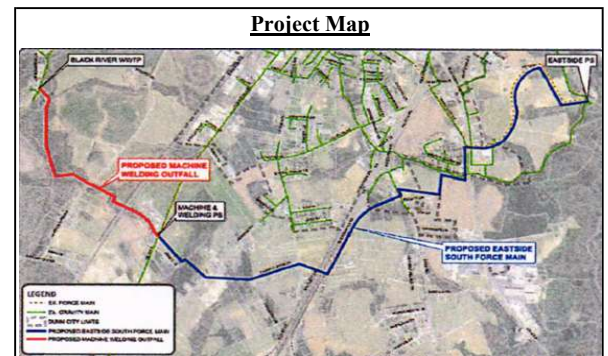 Project Map
BLACK RIVER WWTP
EASTSIDE PS
PROPOSED MACHINE
WELDING OUTFALL
MACHINE &
WELDING PS
PROPOSED EASTSIDE
SOUTH FORCE MAIN
LEGEND
EX. FORCE MAIN
EX. GRAVITY MAIN
DUNN CITY LIMITS
PROPOSED EASTSIDE SOUTH FORCE MAIN
PROPOSED MACHINE WELDING OUTFALL